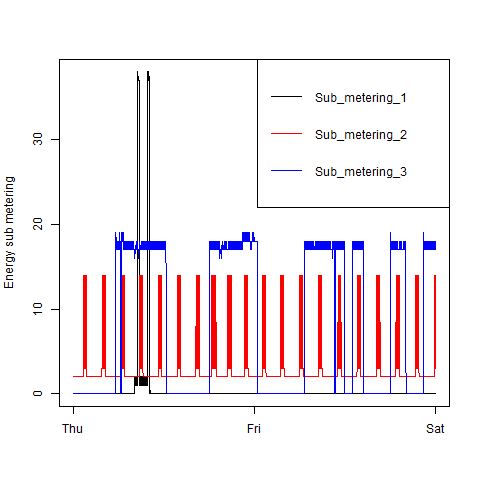 Energy sub metering
30
20
10
0
Sub_metering_1
Sub_metering_2
Sub_metering_3
Thu
Fri
Sat